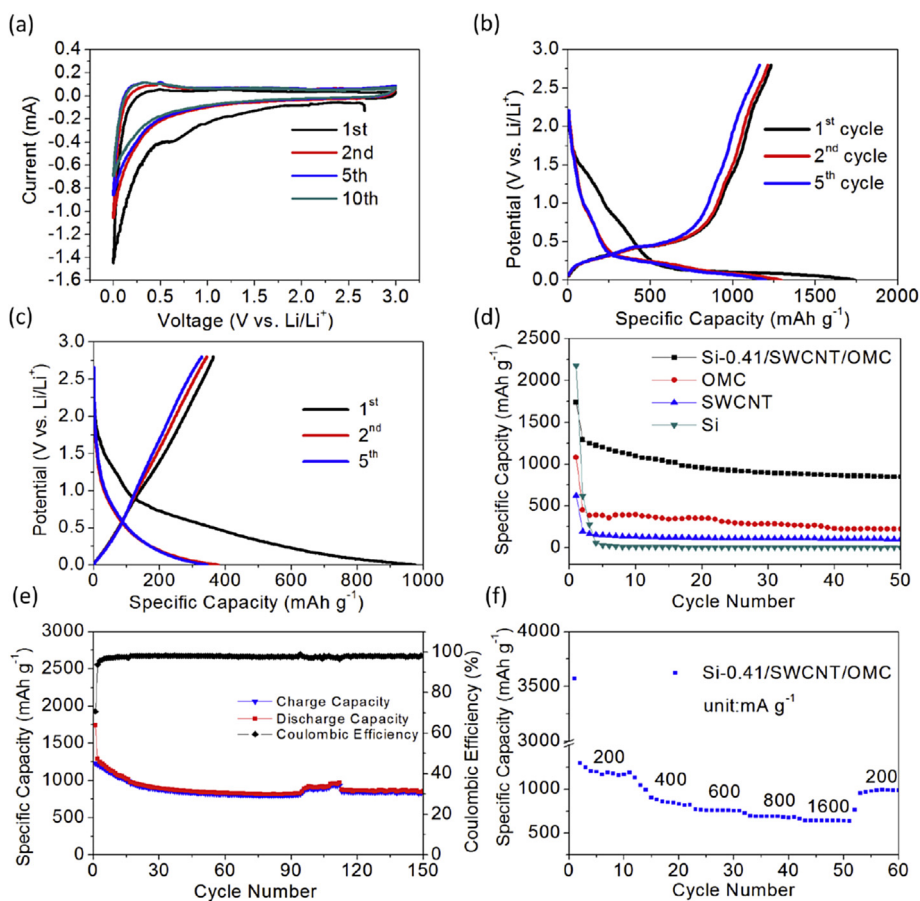 (a)
0.4
0.2
0.0
-0.2
-0.4
-0.6
-0.8
-1.0
-1.2
-1.4
-1.6
Current (mA)
1st
2nd
5th
10th
0.0 0.5 1.0 1.5 2.0 2.5 3.0
Voltage (V vs. Li/Li+)
(b)
3.0
2.5
2.0
1.5
1.0
0.5
0.0
Potential (V vs. Li/Li+)
1st cycle
2nd cycle
5th cycle
0 500 1000 1500 2000
Specific Capacity (mAh g-1)
(c)
3.0
2.5
2.0
1.5
1.0
0.5
0.0
Potential (V vs. Li/Li+)
1st
2nd
5th
0 200 400 600 800 1000
Specific Capacity (mAh g-1)
(d)
2500
2000
1500
1000
500
0
Specific Capcity (mAh g-1)
Si-0.41/SWCNT/OMC
OMC
SWCNT
Si
0 10 20 30 40 50
Cycle Number
(e)
3000
2500
2000
1500
1000
500
0
Specific Capacity (mAh g-1)
Charge Capacity
Discharge Capacity
Coulombic Efficiency
100
80
60
40
20
0
Coulombic Efficiency (%)
0 30 60 90 120 150
Cycle Number
(f)
4000
3500
3000
1500
1000
500
Specific Capacity (mAh g-1)
Si-0.41/SWCNT/OMC
unit:mA g-1
200
400
600
800
1600
200
0 10 20 30 40 50 60
Cycle Number